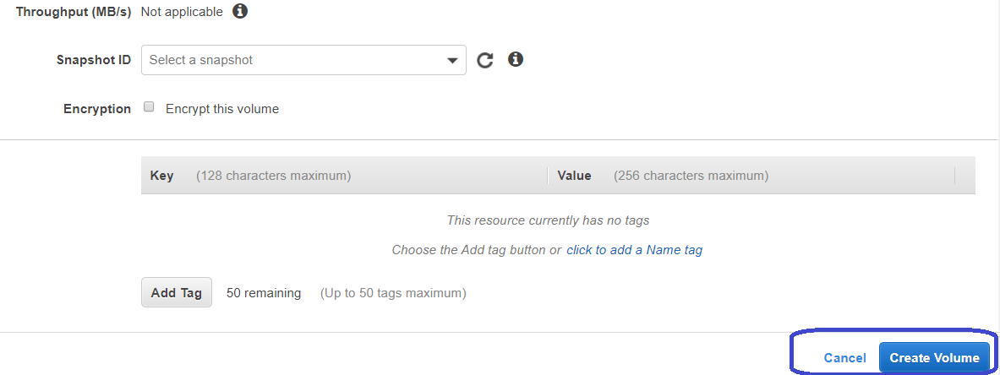 Throughput (MB/s) Not applicable
Snapshot ID Select a snapshot
Encryption Encrypt this volume
Key (128 characters maximum) Value (256 characters maximum)
This resource currently has no tags
Choose the Add tag button or click to add a Name tag
Add Tag 50 remaining (Up to 50 tags maximum)
Cancel Create Volume